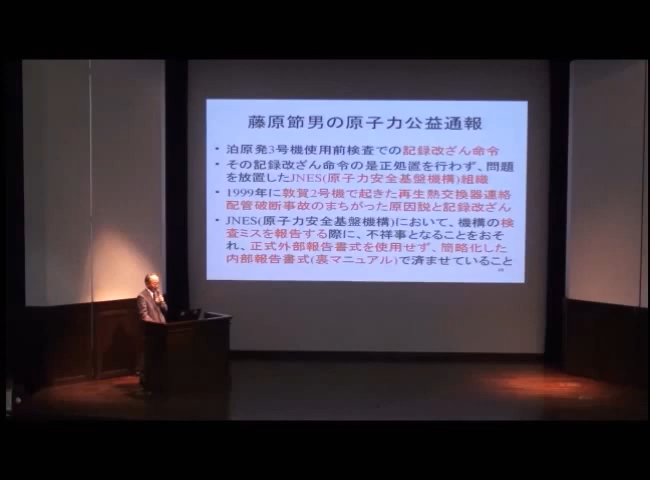 藤原節男の原子力公益通報
• 泊原発3号機使用前検査での記録改ざん命令
• その記録改ざん命令の是正処置を行わず、問題
を放置したJNES(原子力安全基盤機構)組織
• 1999年に敦賀2号機で起きた再生熱交換器連絡
配管破断事故のまちがった原因説と記録改ざん
• JNES(原子力安全基盤機構)において、機構の検
査ミスを報告する際に、不祥事となることをおそ
れ、正式外部報告書式を使用せず、簡略化した
内部報告書式(裏マニュアル)で済ませていること